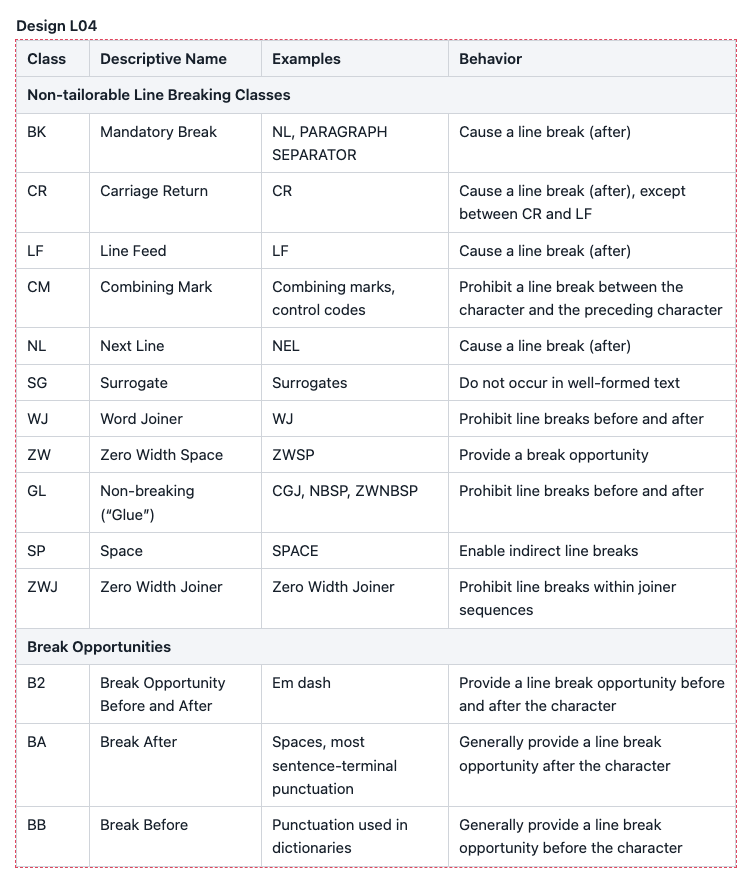 Design L04
Class Descriptive Name Examples Behavior
Non-tailorable Line Breaking Classes
BK Mandatory Break NL, PARAGRAPH Cause a line break (after)
SEPARATOR
CR Carriage Return CR Cause a line break (after), except
between CR and LF
LF Line Feed LF Cause a line break (after)
CM Combining Mark Combining marks, Prohibit a line break between the
control codes character and the preceding character
NL Next Line NEL Cause a line break (after)
SG Surrogate Surrogates Do not occur in well-formed text
WJ Word Joiner WJ Prohibit line breaks before and after
ZW Zero Width Space ZWSP Provide a break opportunity
GL Non-breaking CGJ, NBSP, ZWNBSP Prohibit line breaks before and after
(“Glue”)
SP Space SPACE Enable indirect line breaks
ZWJ Zero Width Joiner Zero Width Joiner Prohibit line breaks within joiner
sequences
Break Opportunities
B2 Break Opportunity Em dash Provide a line break opportunity before
Before and After and after the character
BA Break After Spaces, most Generally provide a line break
sentence-terminal opportunity after the character
punctuation
BB Break Before Punctuation used in Generally provide a line break
dictionaries opportunity before the character